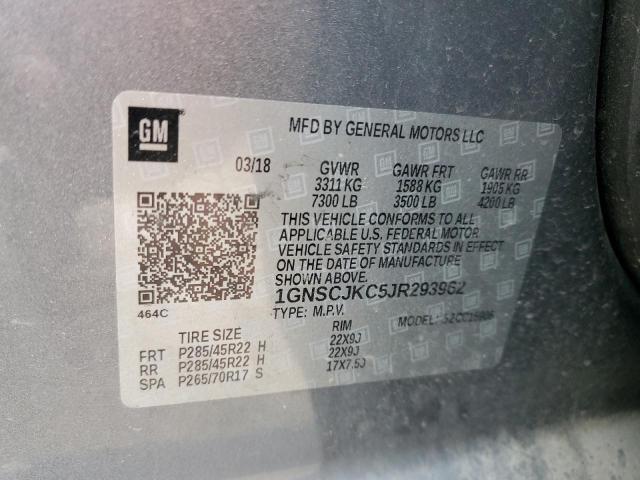 GM
MFD BY GENERAL MOTORS LLC
03/18 GVWR GAWR FRT GAWR RR
3311 KG 1588 KG 1905 KG
7300 LB 3500 LB 4200 LB
THIS VEHICLE CONFORMS TO ALL
APPLICABLE U.S. FEDERAL MOTOR
VEHICLE SAFETY STANDARDS IN EFFECT
ON THE DATE OF MANUFACTURE
SHOWN ABOVE.
1GNSCJKC5JR293962
464C
TYPE: M.P.V. MODEL:
TIRE SIZE RIM
FRT P285/45R22 H 22X9J
RR P285/45R22 H 22X9J
SPA P265/70R17 S 17X7.5J